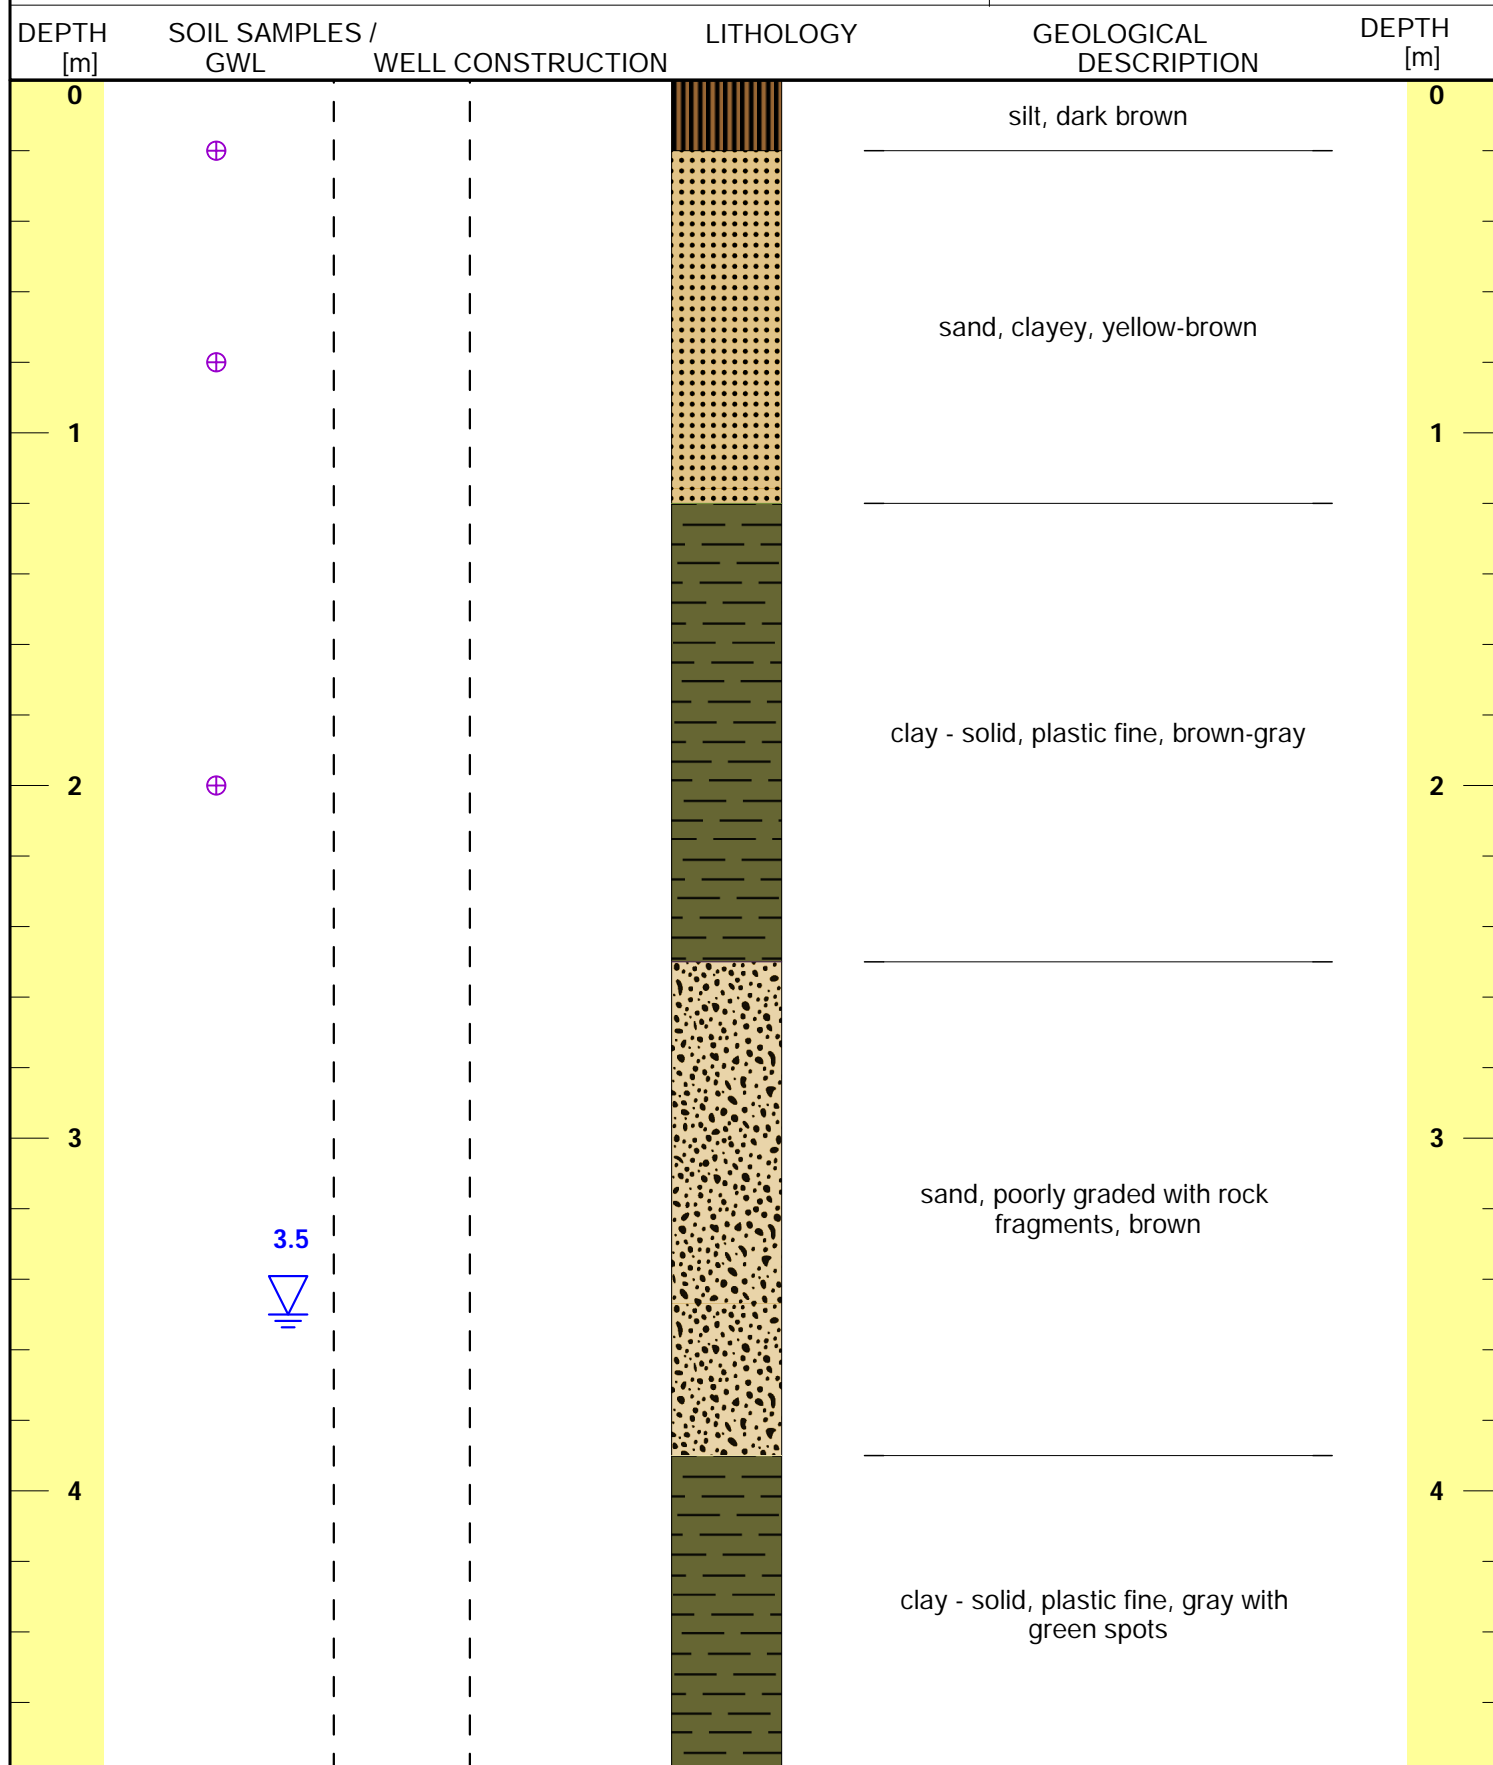 DEPTH
[m]
SOIL SAMPLES /
GWL
WELL CONSTRUCTION
LITHOLOGY
GEOLOGICAL
DESCRIPTION
DEPTH
[m]
0
0
silt, dark brown
sand, clayey, yellow-brown
1
1
clay - solid, plastic fine, brown-gray
2
2
3
3
sand, poorly graded with rock
fragments, brown
3.5
4
4
clay - solid, plastic fine, gray with
green spots